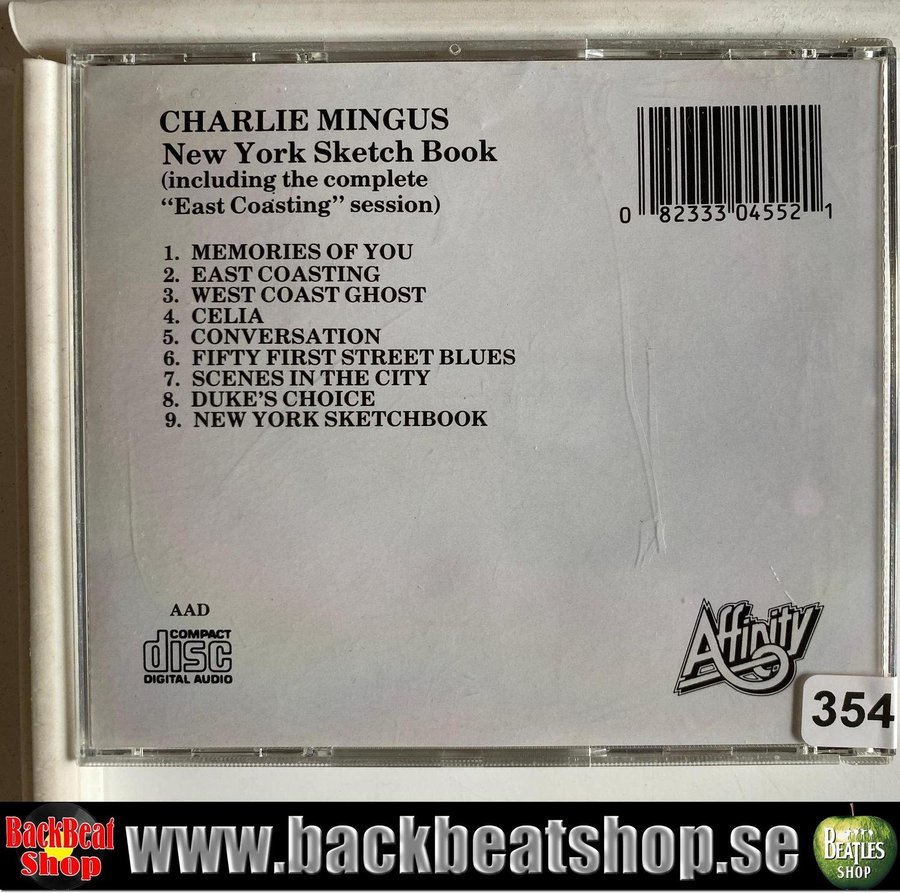 CHARLIE MINGUS
New York Sketch Book
(including the complete
“East Coasting” session)
1. MEMORIES OF YOU
2. EAST COASTING
3. WEST COAST GHOST
4. CELIA
5. CONVERSATION
6. FIFTY FIRST STREET BLUES
7. SCENES IN THE CITY
8. DUKE’S CHOICE
9. NEW YORK SKETCHBOOK
0 82333 04552 1
AAD
COMPACT
disc
DIGITAL AUDIO
Affinity
354
BackBeat
Shop
www.backbeatshop.se
BEATLES
SHOP